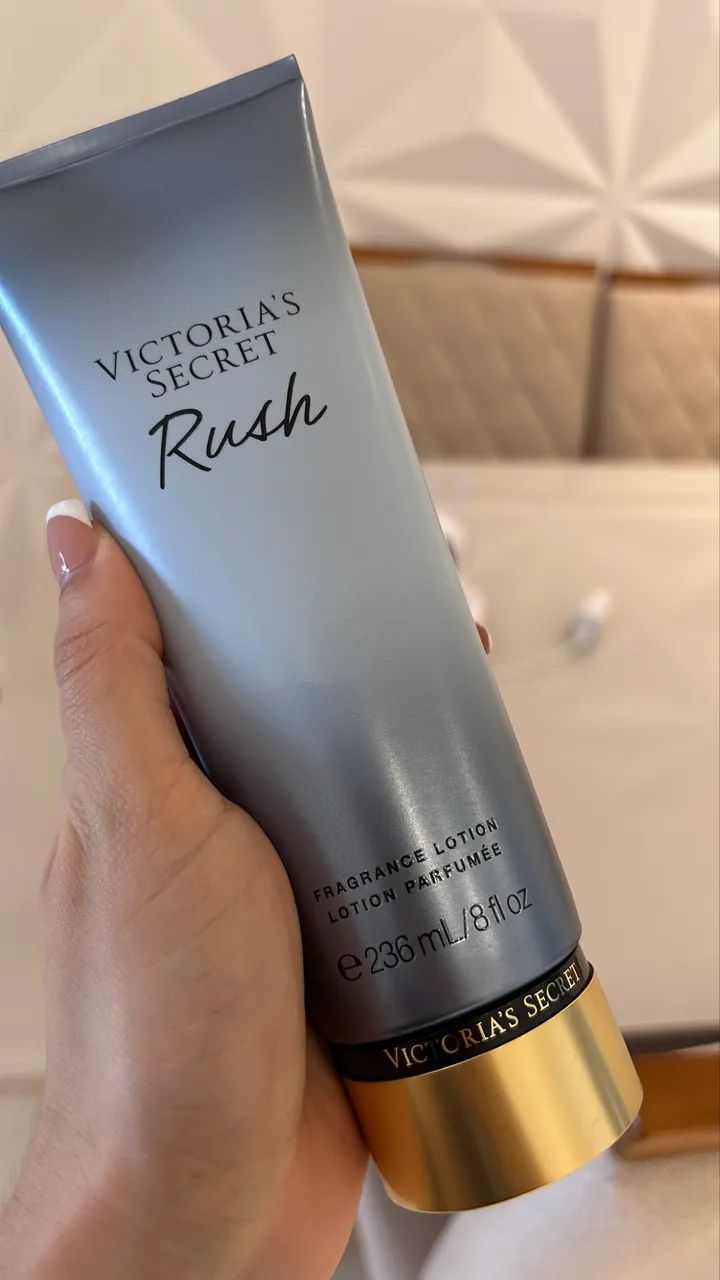 VICTORIA'S
SECRET
Rush
FRAGRANCE LOTION
LOTION PARFUMÉE
℮ 236 mL/8 fl oz
VICTORIA'S SECRET